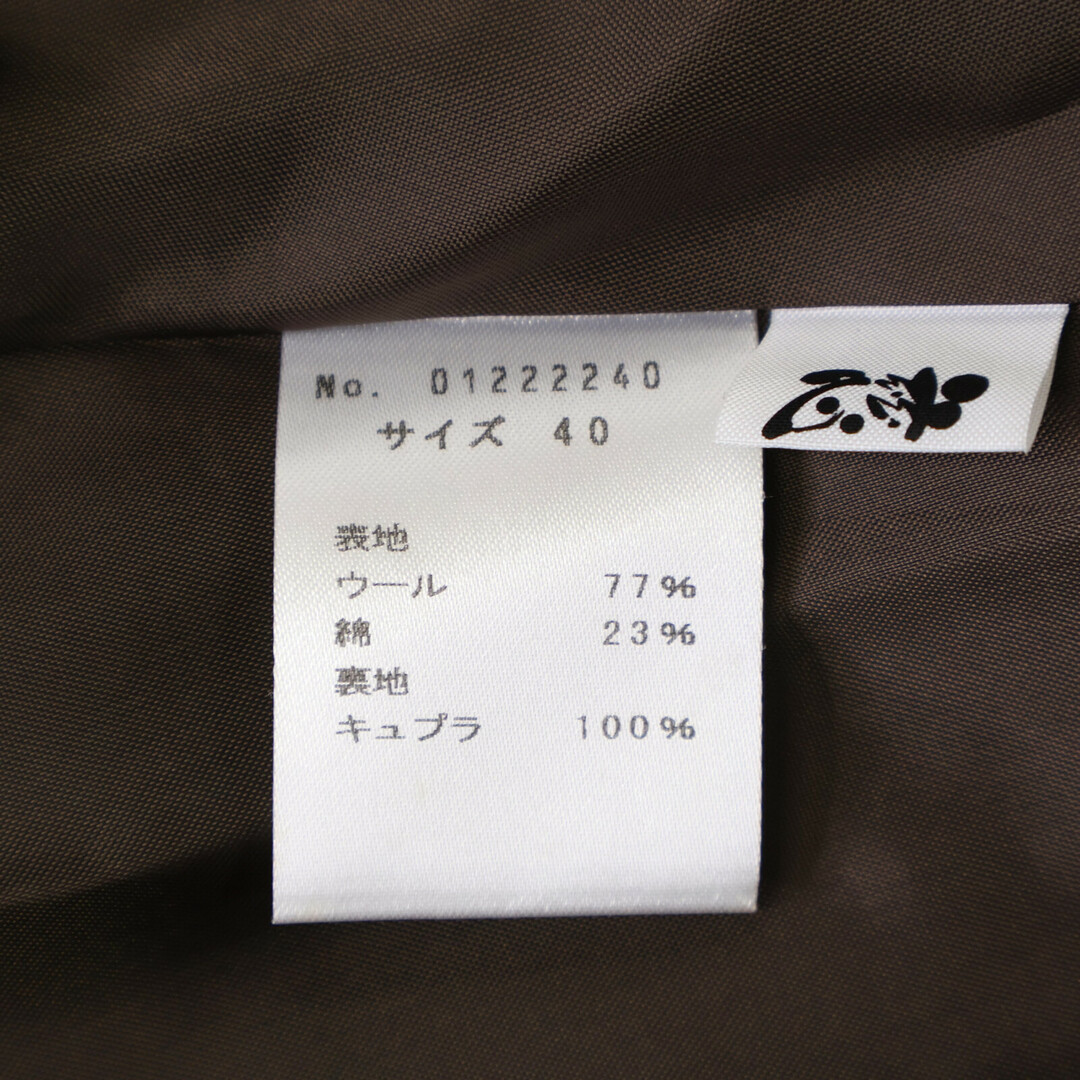 No. 01222240
サイズ 40
表地
ウール 77%
綿 23%
裏地
キュプラ 100%